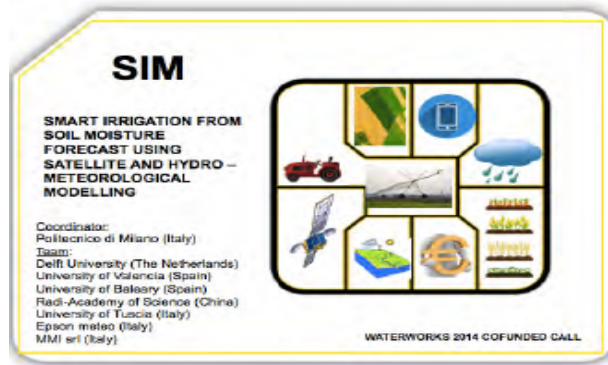 SIM
SMART IRRIGATION FROM
SOIL MOISTURE
FORECAST USING
SATELLITE AND HYDRO –
METEOROLOGICAL
MODELLING
Coordinator:
Politecnico di Milano (Italy)
Team:
Delft University (The Netherlands)
University of Valencia (Spain)
University of Baleary (Spain)
Radi-Academy of Science (China)
University of Tuscia (Italy)
Epson meteo (Italy)
MMI srl (Italy)
WATERWORKS 2014 COFUNDED CALL